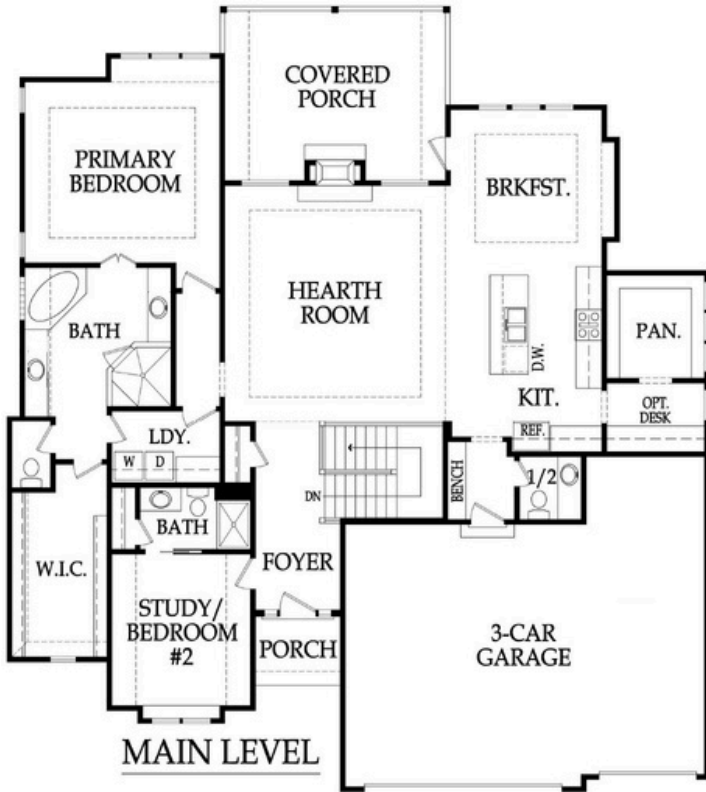 COVERED
PORCH
PRIMARY
BEDROOM
BRKFST.
HEARTH
ROOM
BATH
PAN.
D.W.
KIT.
OPT.
DESK
LDY.
REF.
W D
BENCH
1/2
DN
BATH
FOYER
W.I.C.
STUDY/
BEDROOM
#2
PORCH
3-CAR
GARAGE
MAIN LEVEL